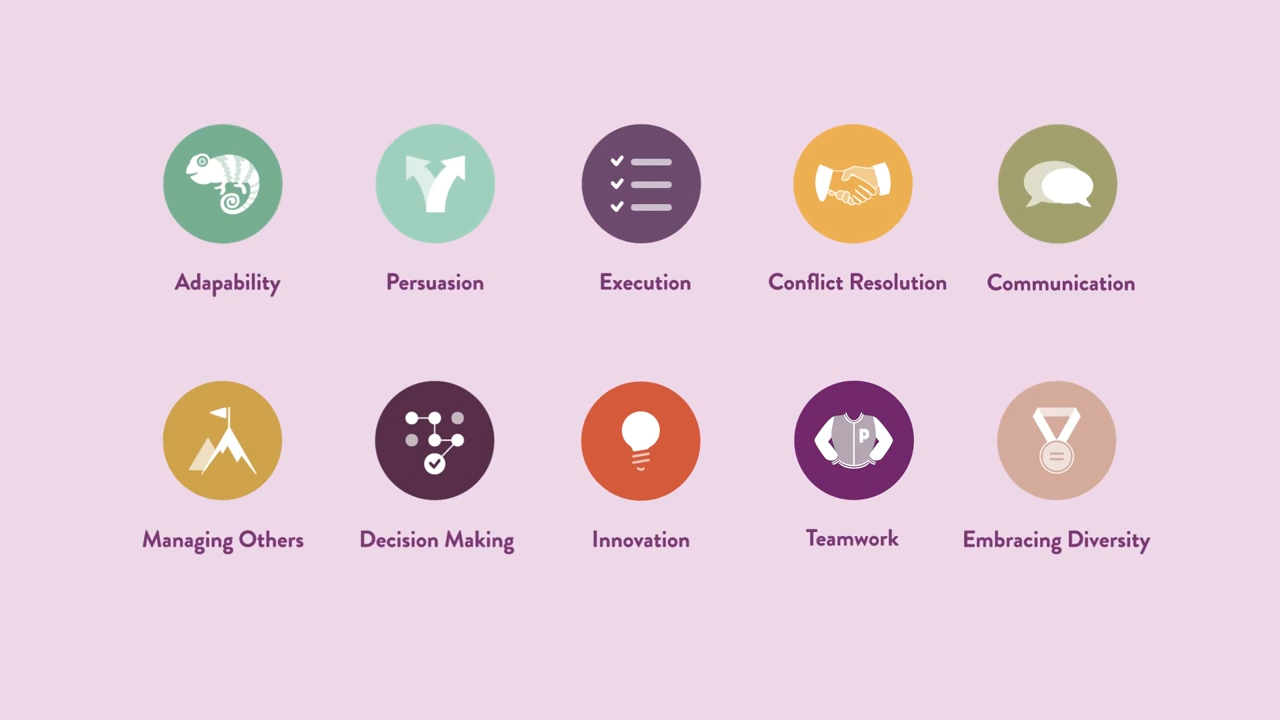 Adapability
Persuasion
Execution
Conflict Resolution
Communication
P
Managing Others
Decision Making
Innovation
Teamwork
Embracing Diversity